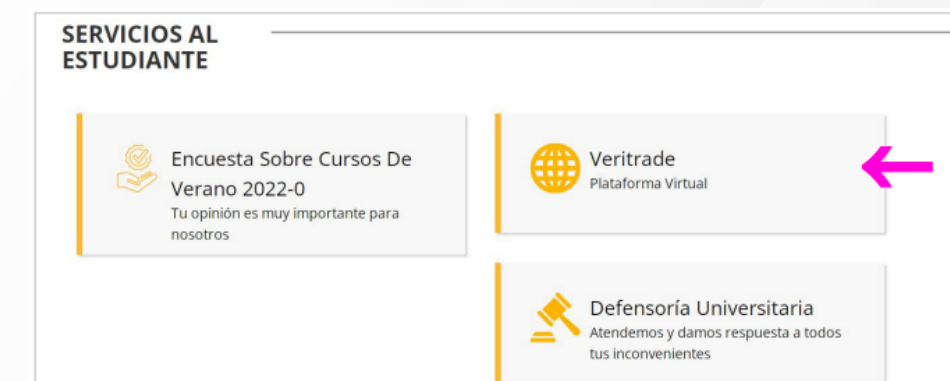 SERVICIOS AL
ESTUDIANTE
Encuesta Sobre Cursos De
Verano 2022-0
Tu opinión es muy importante para
nosotros
Veritrade
Plataforma Virtual
Defensoría Universitaria
Atendemos y damos respuesta a todos
tus inconvenientes